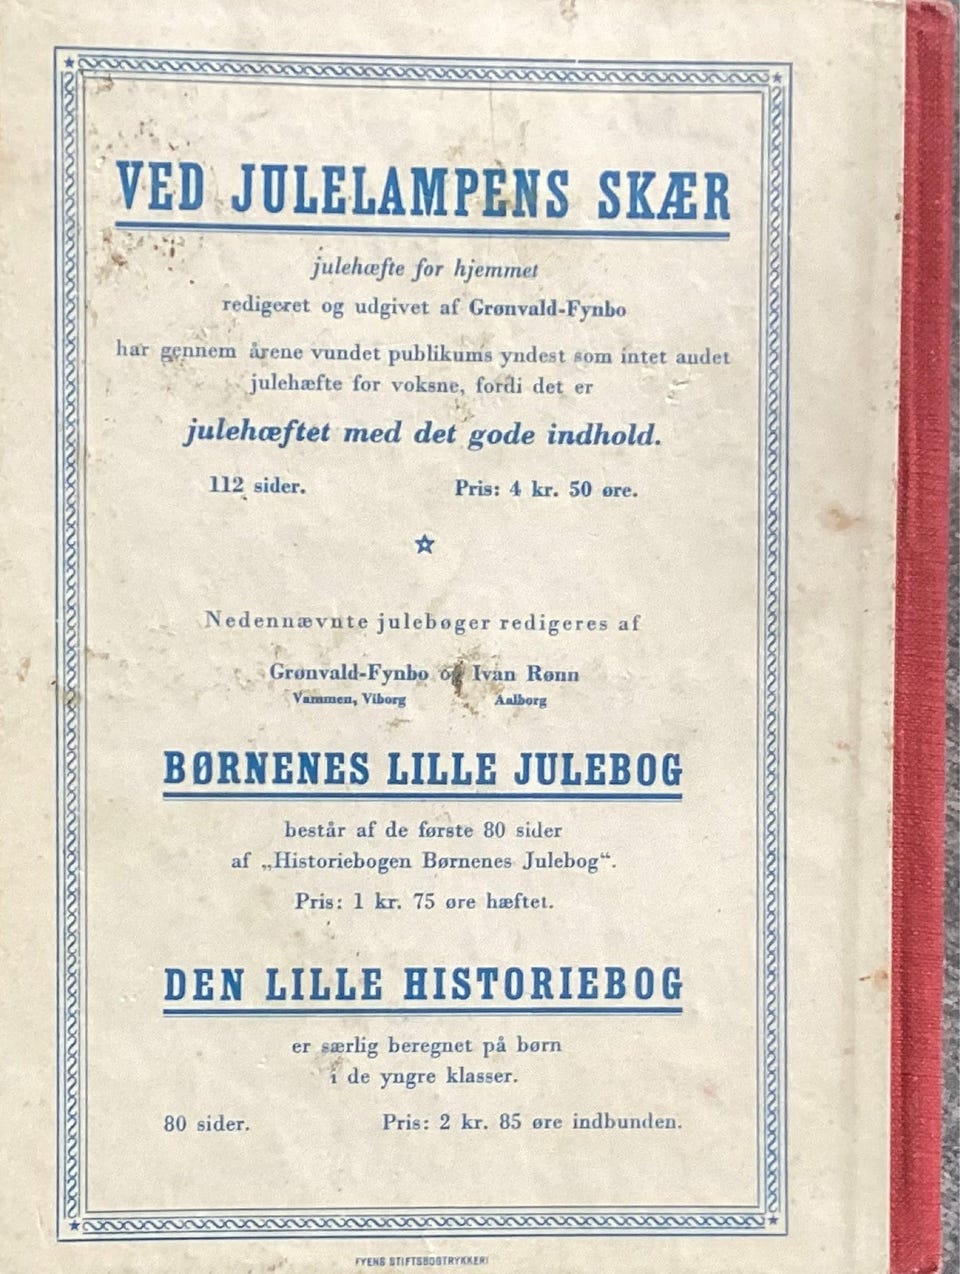 VED JULELAMPENS SKÆR
julehæfte for hjemmet
redigeret og udgivet af Grønvald-Fynbo
har gennem årene vundet publikums yndest som intet andet
julehæfte for voksne, fordi det er
julehæftet med det gode indhold.
112 sider. Pris: 4 kr. 50 øre.
Nedennævnte julebøger redigeres af
Grønvald-Fynbo og Ivan Rønn
Vammen, Viborg Aalborg
BØRNENES LILLE JULEBOG
består af de første 80 sider
af „Historiebogen Børnenes Julebog“.
Pris: 1 kr. 75 øre hæftet.
DEN LILLE HISTORIEBOG
er særlig beregnet på børn
i de yngre klasser.
80 sider. Pris: 2 kr. 85 øre indbunden.
FYENS STIFTSBOGTRYKKERI